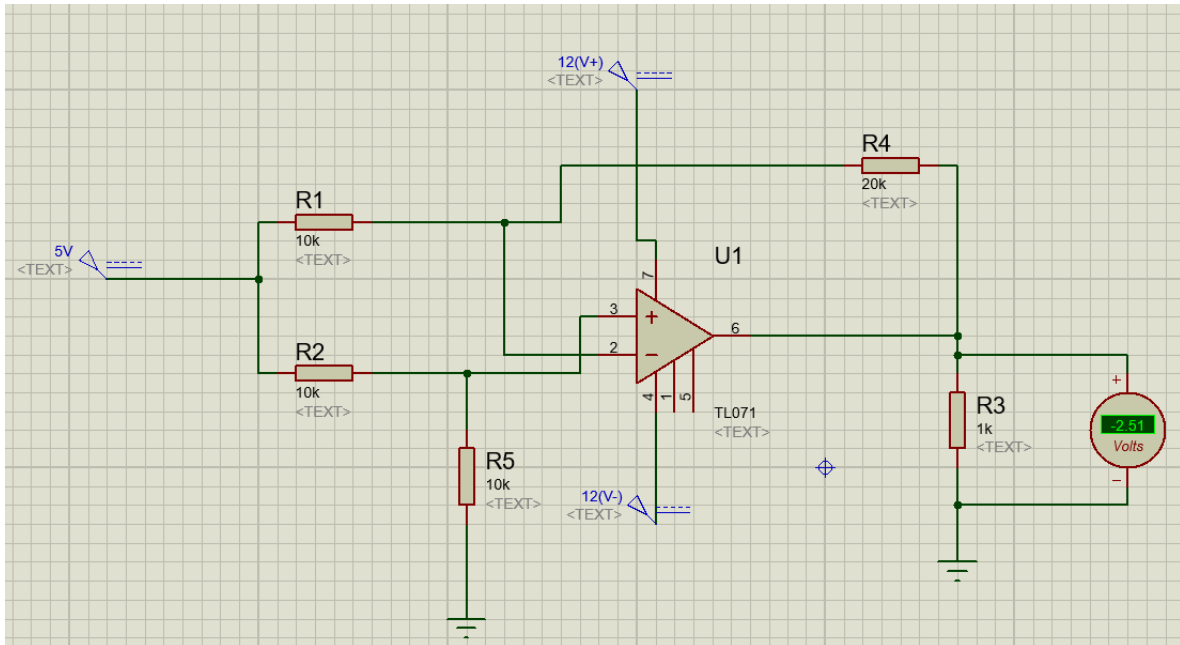 12(V+)
<TEXT>
R4
20k
<TEXT>
R1
10k
<TEXT>
5V
<TEXT>
7
U1
3
+
6
2
−
R2
10k
<TEXT>
4
1
5
TL071
<TEXT>
R3
1k
<TEXT>
+
-2.51
Volts
−
R5
10k
<TEXT>
12(V-)
<TEXT>